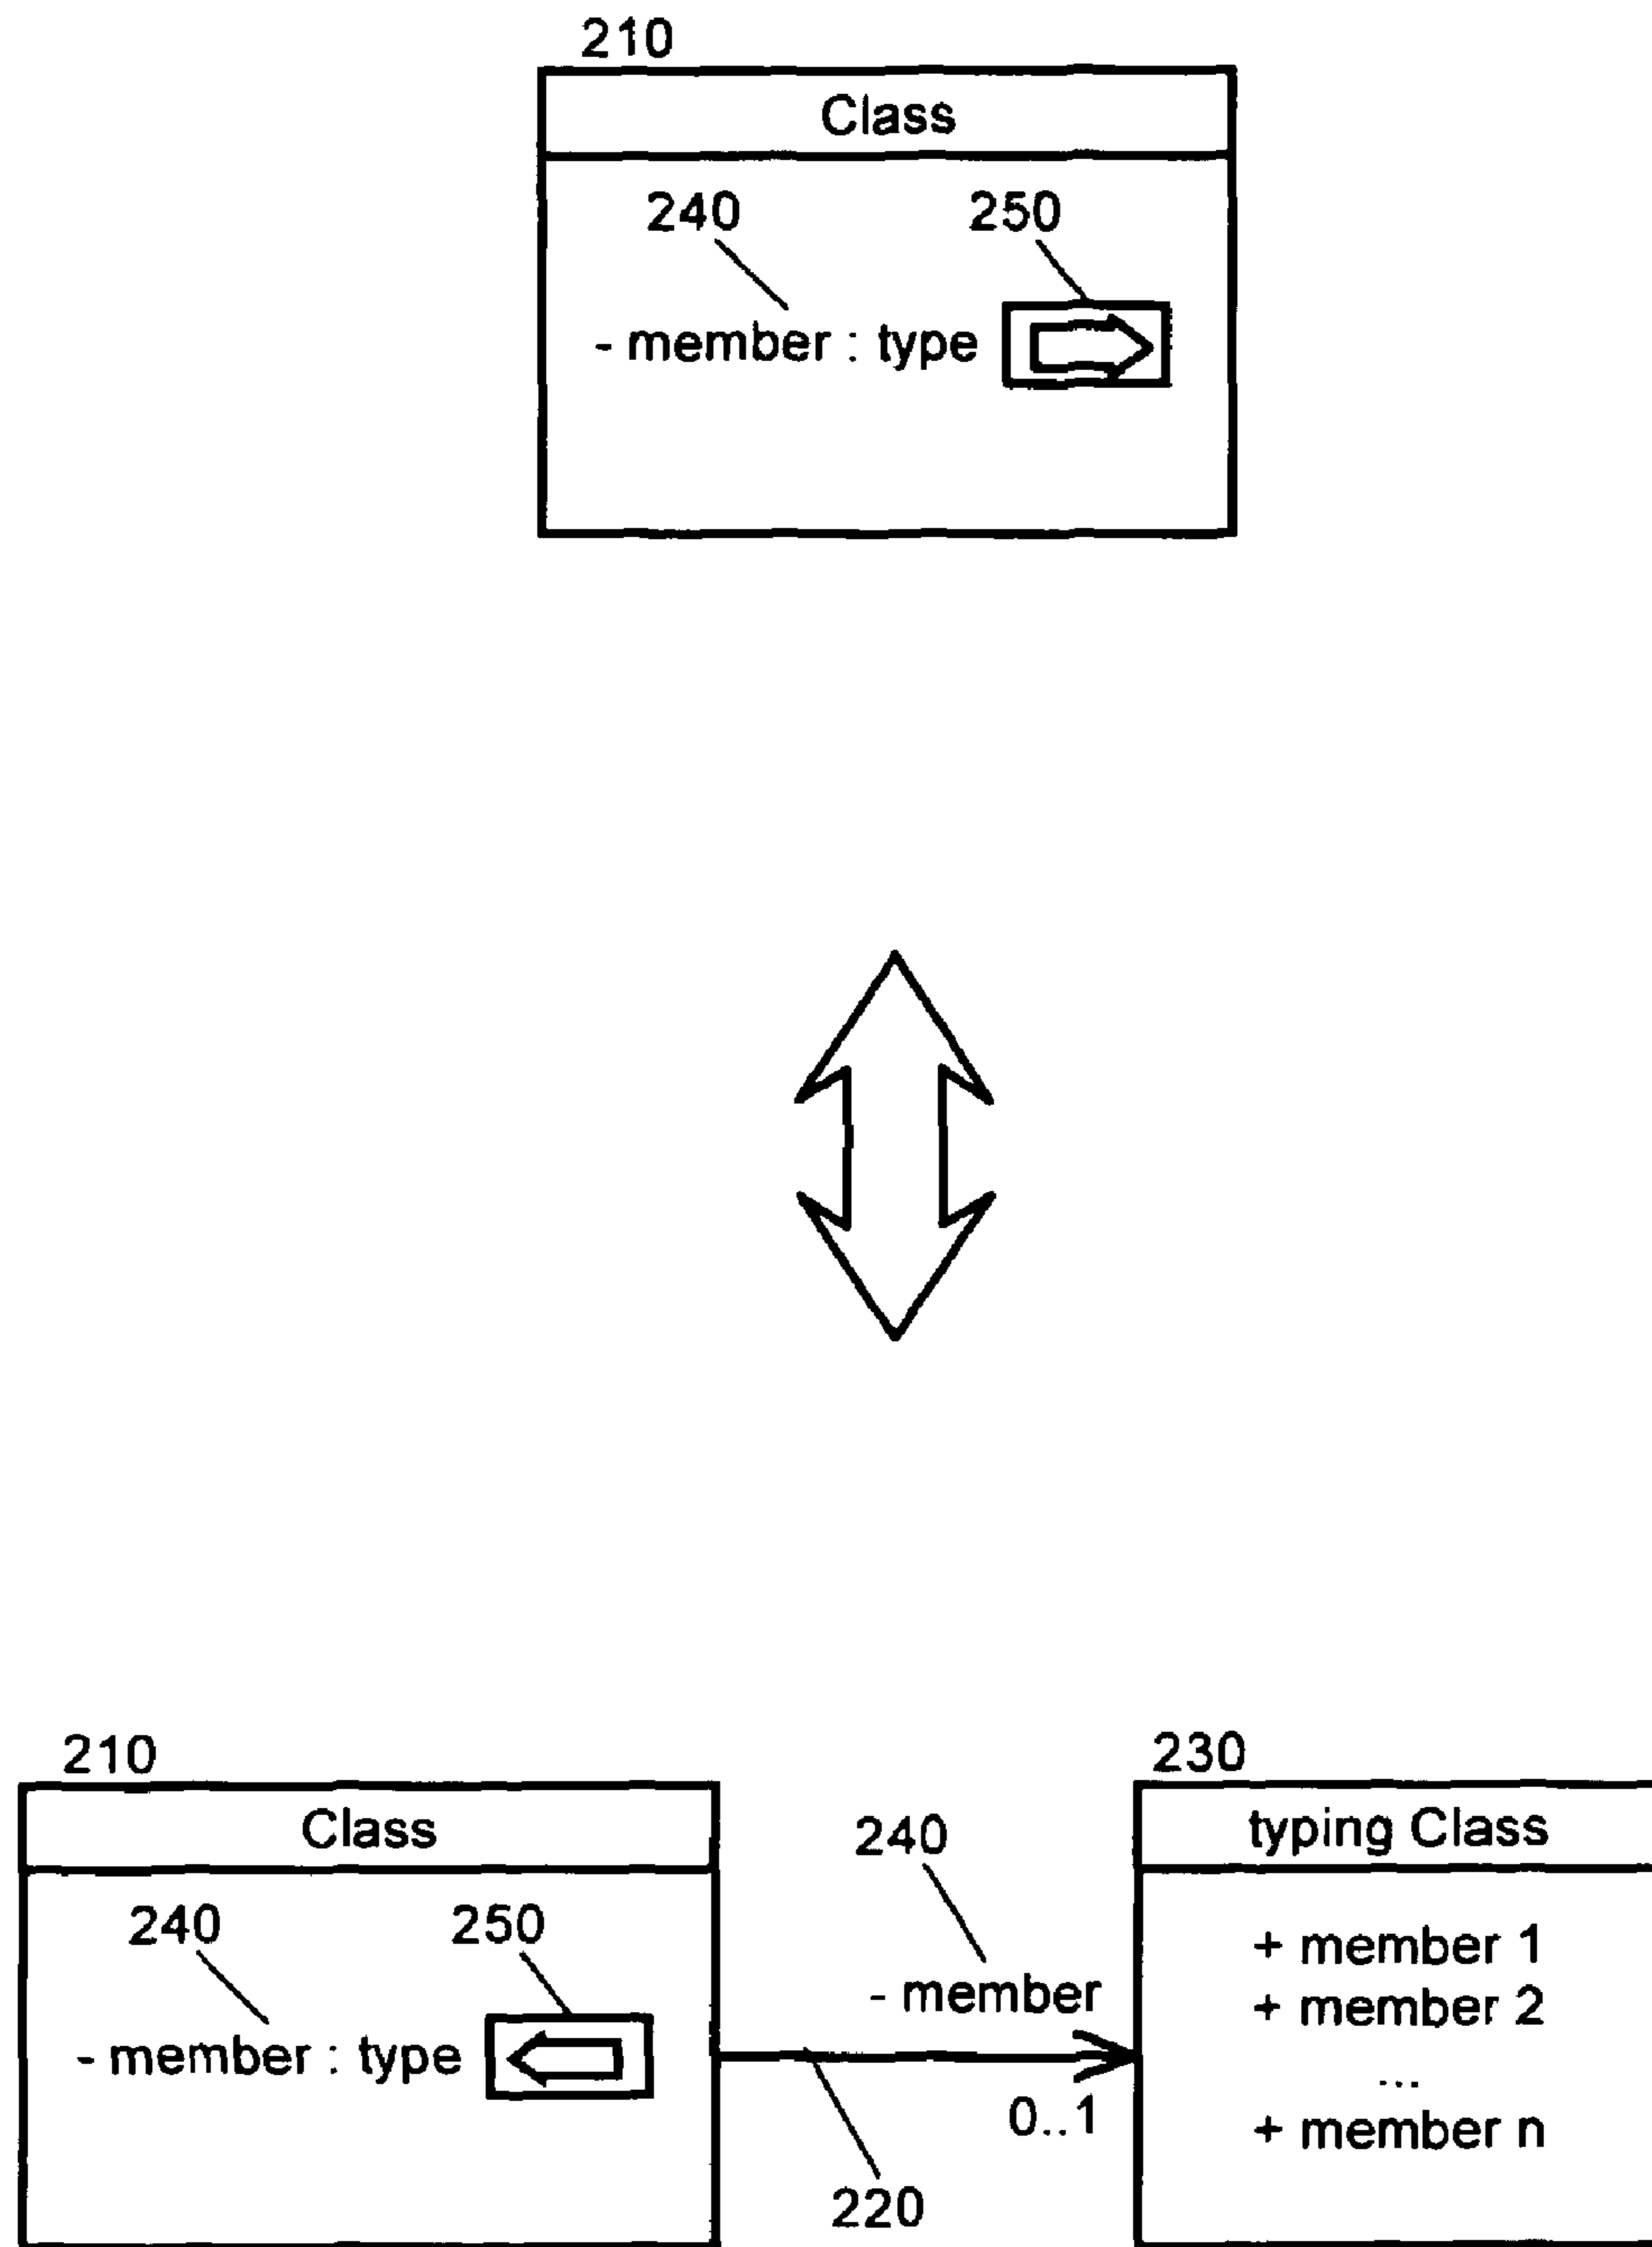 210
Class
240 250
- member : type
210 230
Class typing Class
240
240 250 + member 1
- member + member 2
- member : type ...
0..1 + member n
220